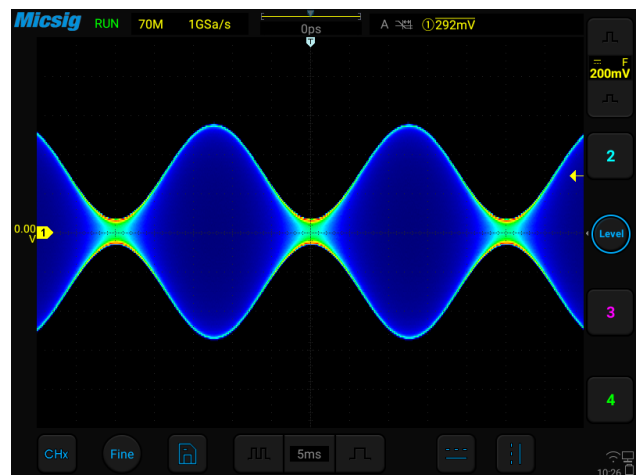 Micsig RUN 70M 1GSa/s 0ps A ①292mV
T
F
200mV
2
0.00 1
V
Level
3
4
CHx Fine 5ms
10:26